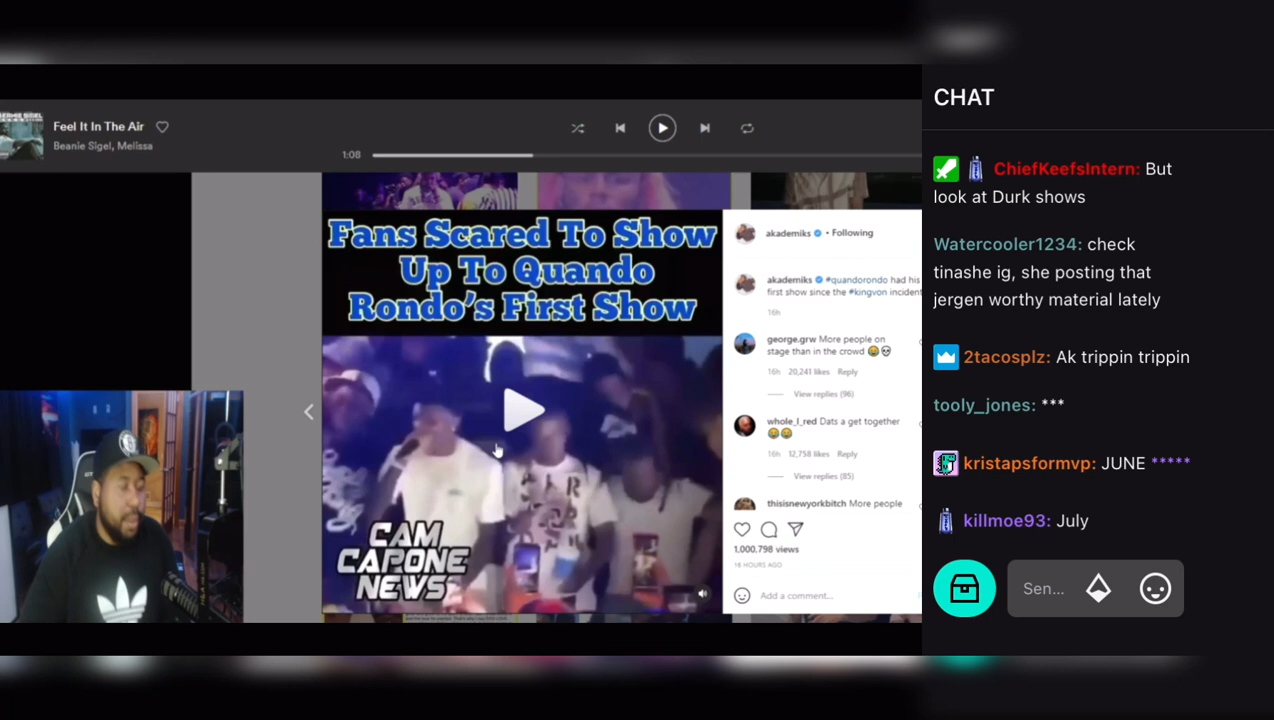 Feel It In The Air
Beanie Sigel, Melissa
1:08
Fans Scared To Show
Up To Quando
Rondo's First Show
CAM
CAPONE
NEWS
akademiks • Following
akademiks #quandorondo had his
first show since the #kingvon incident
16h
george.grw More people on
stage than in the crowd 😂💀
16h 20,241 likes Reply
View replies (96)
whole_l_red Dats a get together
😂😂
16h 12,758 likes Reply
View replies (85)
thisisnewyorkbitch More people
1,000,798 views
18 HOURS AGO
Add a comment...
CHAT
ChiefKeefsIntern: But
look at Durk shows
Watercooler1234: check
tinashe ig, she posting that
jergen worthy material lately
2tacosplz: Ak trippin trippin
tooly_jones: ***
kristapsformvp: JUNE *****
killmoe93: July
Sen...